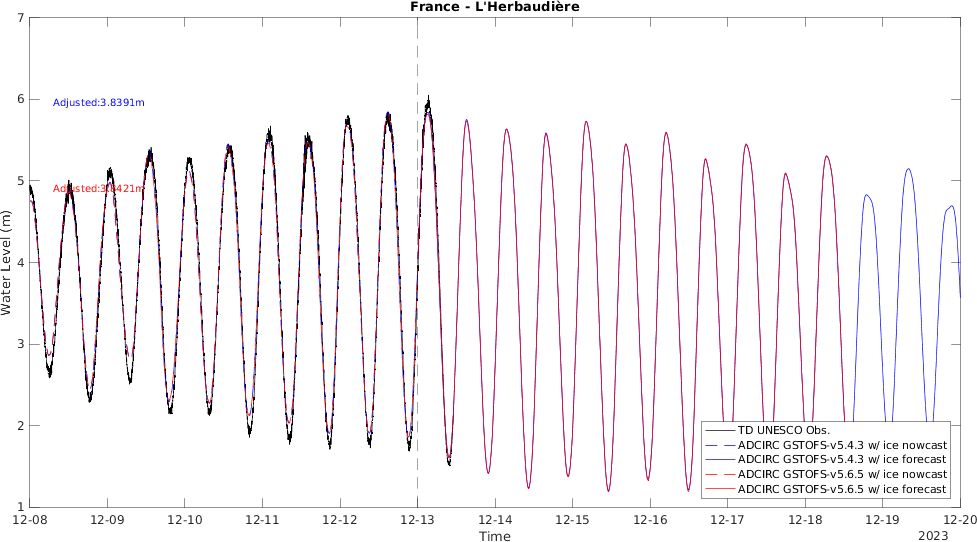 France - L'Herbaudière
7
6
5
4
3
2
1
Water Level (m)
Adjusted:3.8391m
Adjusted:3.8421m
TD UNESCO Obs.
ADCIRC GSTOFS-v5.4.3 w/ ice nowcast
ADCIRC GSTOFS-v5.4.3 w/ ice forecast
ADCIRC GSTOFS-v5.6.5 w/ ice nowcast
ADCIRC GSTOFS-v5.6.5 w/ ice forecast
12-08 12-09 12-10 12-11 12-12 12-13 12-14 12-15 12-16 12-17 12-18 12-19 12-20
Time
2023